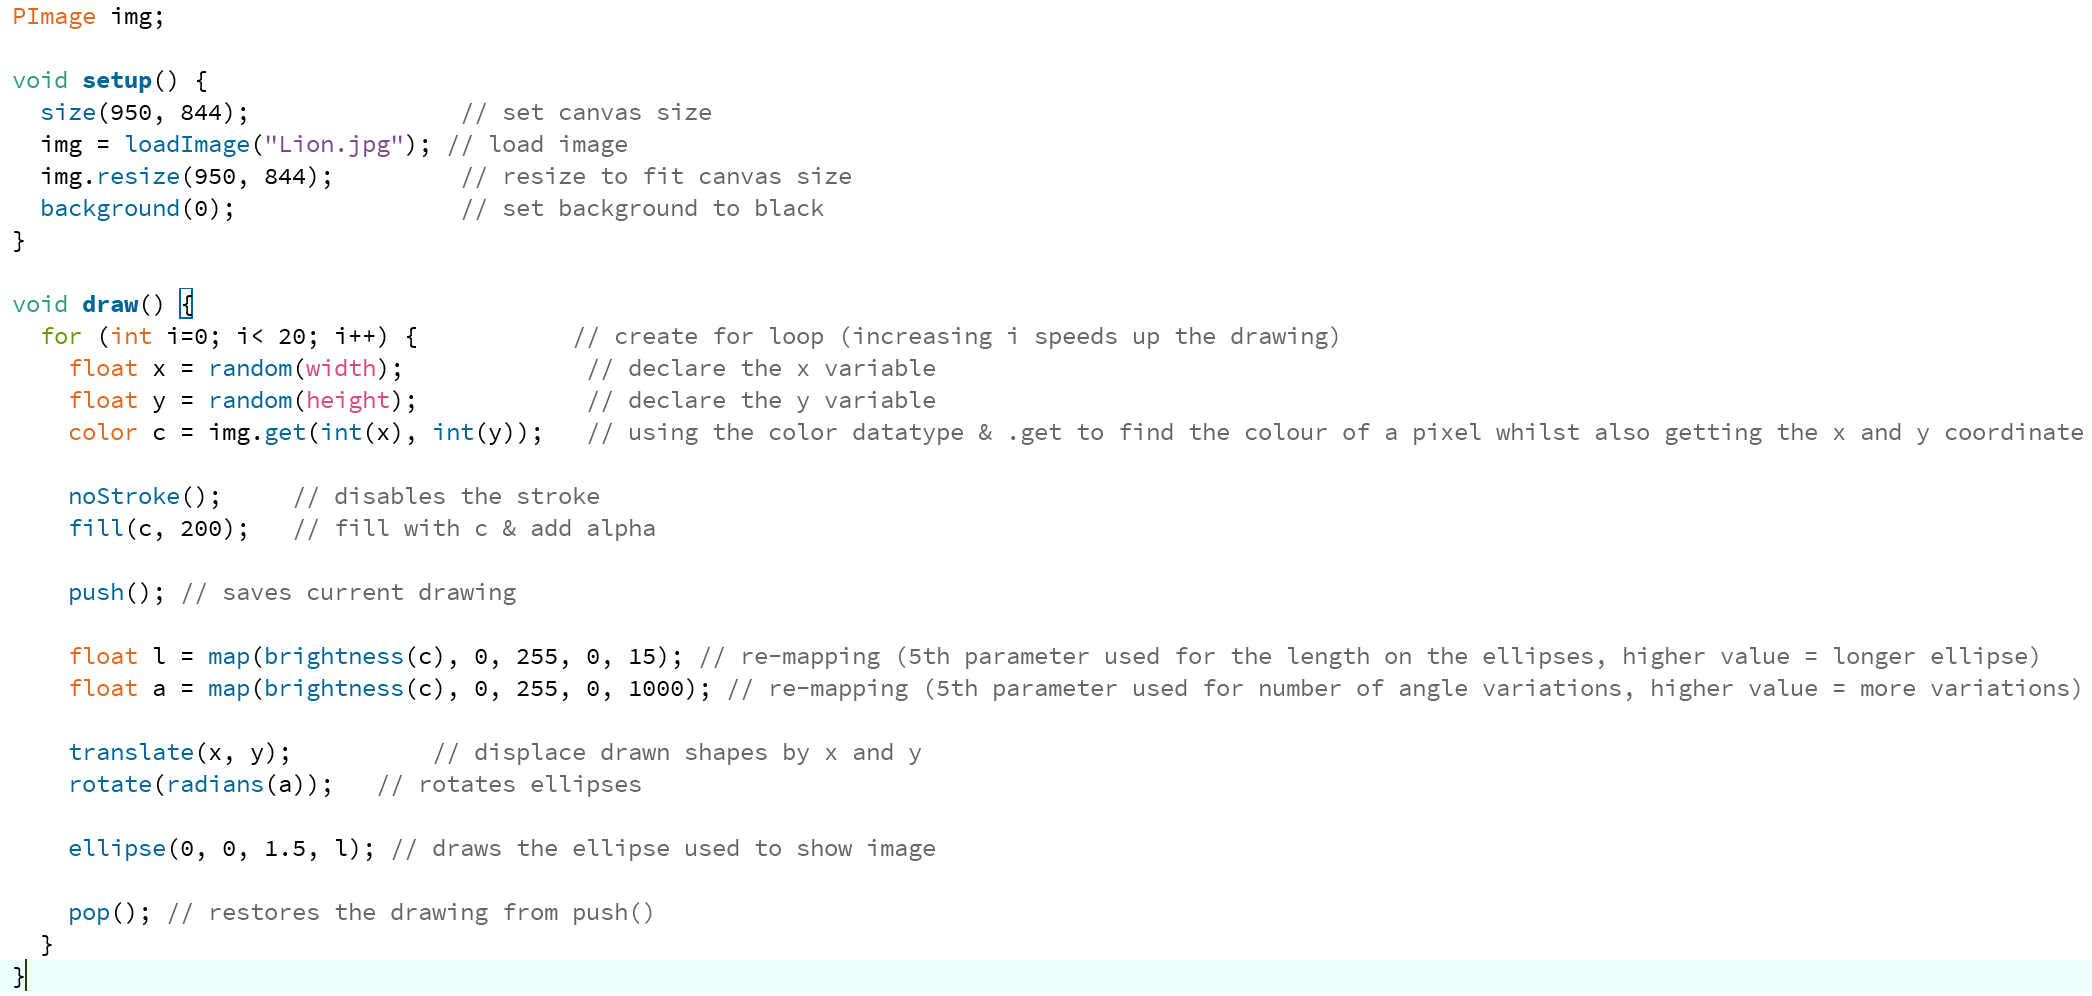 PImage img;

void setup() {
  size(950, 844);               // set canvas size
  img = loadImage("Lion.jpg"); // load image
  img.resize(950, 844);         // resize to fit canvas size
  background(0);                // set background to black
}

void draw() {
  for (int i=0; i< 20; i++) {           // create for loop (increasing i speeds up the drawing)
    float x = random(width);             // declare the x variable
    float y = random(height);            // declare the y variable
    color c = img.get(int(x), int(y));   // using the color datatype & .get to find the colour of a pixel whilst also getting the x and y coordinate

    noStroke();     // disables the stroke
    fill(c, 200);   // fill with c & add alpha

    push(); // saves current drawing

    float l = map(brightness(c), 0, 255, 0, 15); // re-mapping (5th parameter used for the length on the ellipses, higher value = longer ellipse)
    float a = map(brightness(c), 0, 255, 0, 1000); // re-mapping (5th parameter used for number of angle variations, higher value = more variations)

    translate(x, y);          // displace drawn shapes by x and y
    rotate(radians(a));   // rotates ellipses

    ellipse(0, 0, 1.5, l); // draws the ellipse used to show image

    pop(); // restores the drawing from push()
  }
}